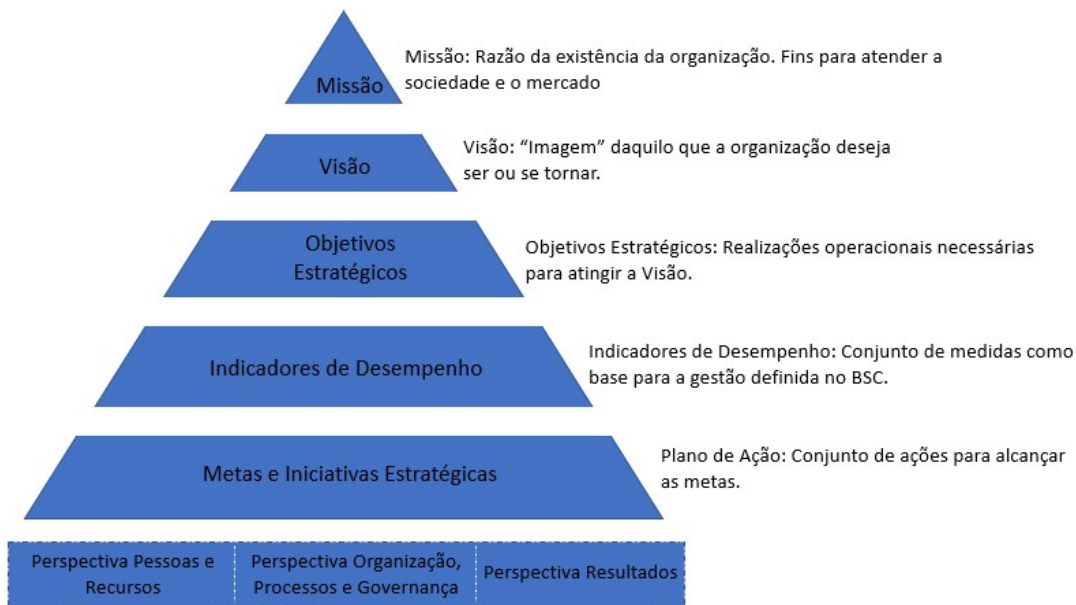 Missão
Missão: Razão da existência da organização. Fins para atender a
sociedade e o mercado
Visão
Visão: “Imagem” daquilo que a organização deseja
ser ou se tornar.
Objetivos
Estratégicos
Objetivos Estratégicos: Realizações operacionais necessárias
para atingir a Visão.
Indicadores de Desempenho
Indicadores de Desempenho: Conjunto de medidas como
base para a gestão definida no BSC.
Metas e Iniciativas Estratégicas
Plano de Ação: Conjunto de ações para alcançar
as metas.
Perspectiva Pessoas e
Recursos
Perspectiva Organização,
Processos e Governança
Perspectiva Resultados